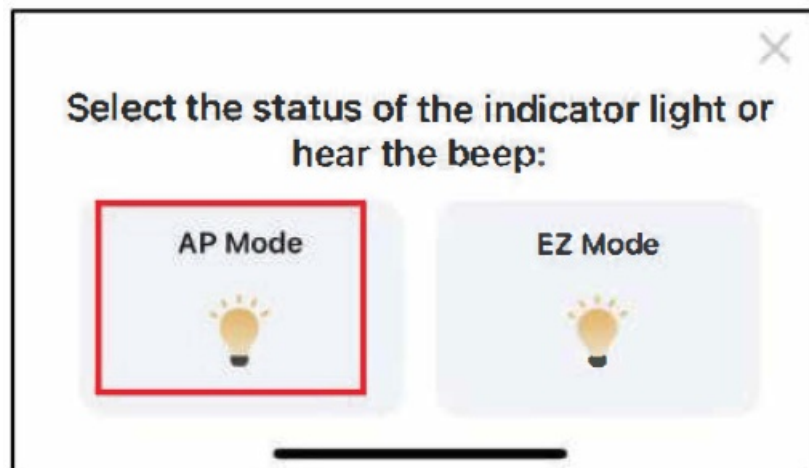 Select the status of the indicator light or
hear the beep:
AP Mode
EZ Mode